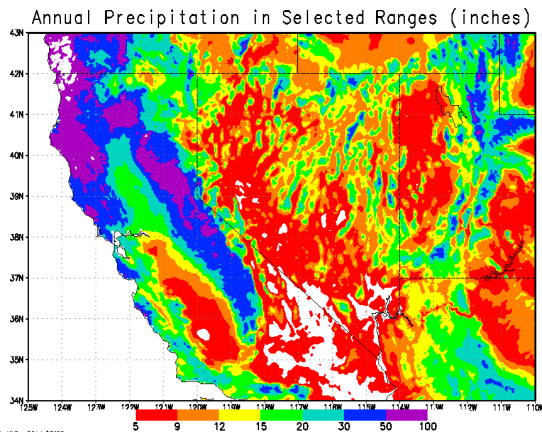 Annual Precipitation in Selected Ranges (inches)
43N
42N
41N
40N
39N
38N
37N
36N
35N
34N
125W 124W 123W 122W 121W 120W 119W 118W 117W 116W 115W 114W 113W 112W 111W 110W
5 9 12 15 20 30 50 100